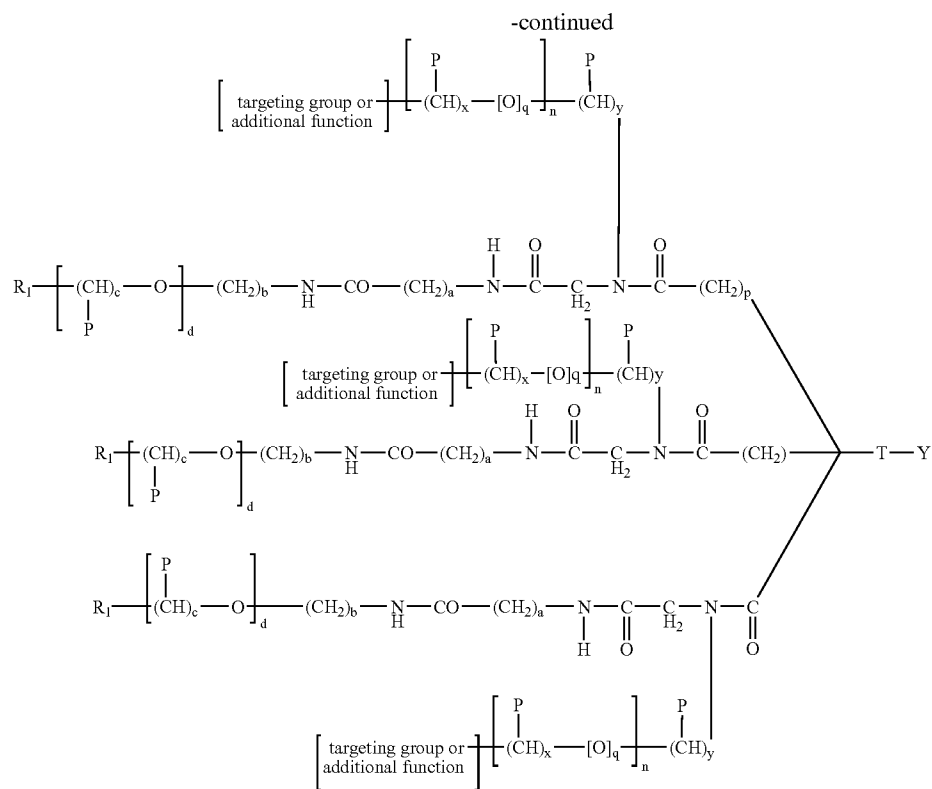 -continued
P P
[targeting group or additional function]—[(CH)x—[O]q]n—(CH)y
H O O
R1—[(CH)c—O]d—(CH2)b—N—CO—(CH2)a—N—C—C—N—C—(CH2)p
P H H2
P P
[targeting group or additional function]—[(CH)x—[O]q]n—(CH)y
H O O
R1—[(CH)c—O]d—(CH2)b—N—CO—(CH2)a—N—C—C—N—C—(CH2)—T—Y
P H H2
P
R1—[(CH)c—O]d—(CH2)b—N—CO—(CH2)a—N—C—C—N—C
H H O H2 O
P P
[targeting group or additional function]—[(CH)x—[O]q]n—(CH)y